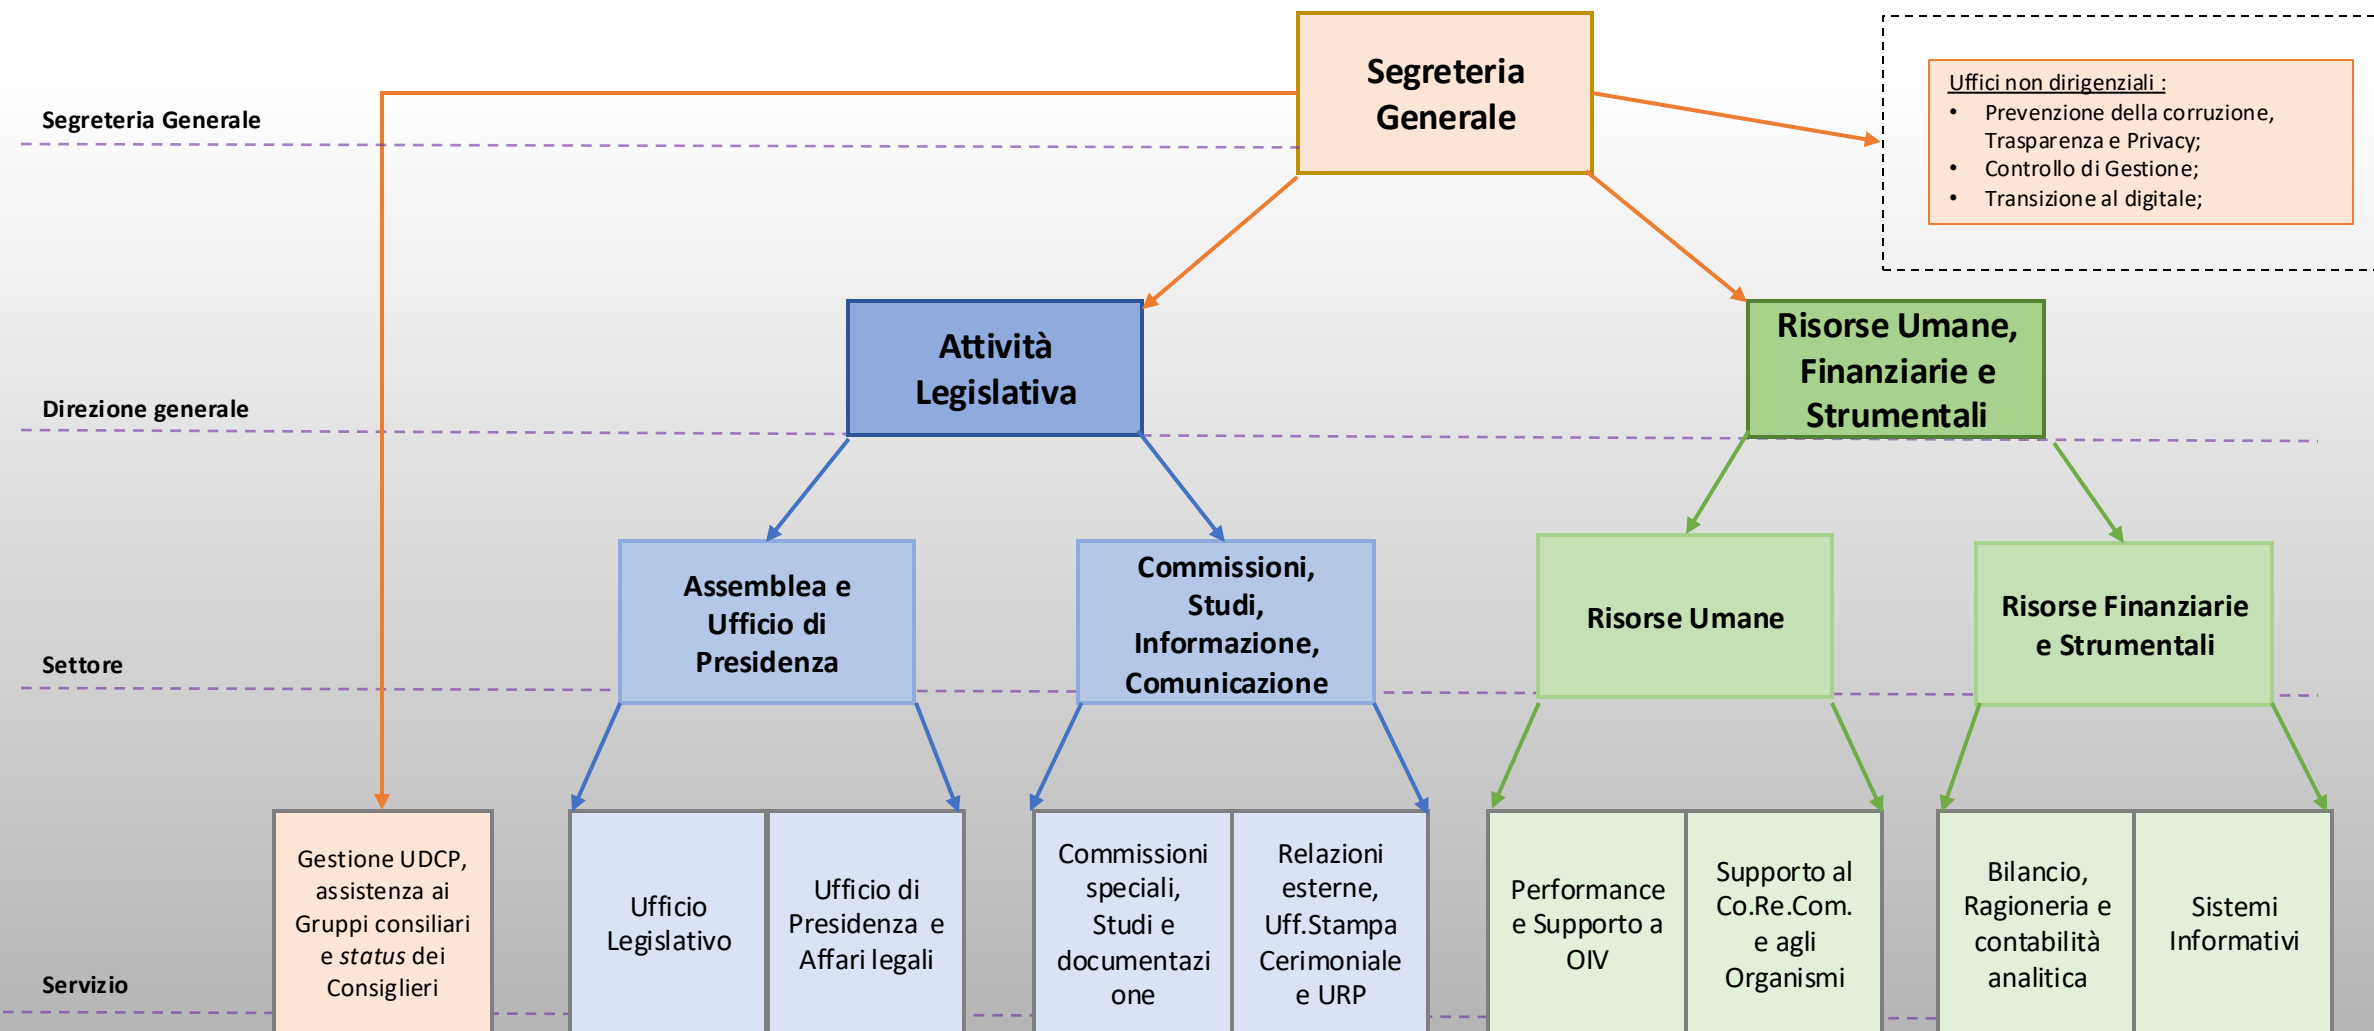 Segreteria
Generale
Uffici non dirigenziali :
• Prevenzione della corruzione,
Trasparenza e Privacy;
• Controllo di Gestione;
• Transizione al digitale;
Segreteria Generale
Attività
Legislativa
Risorse Umane,
Finanziarie e
Strumentali
Direzione generale
Assemblea e
Ufficio di
Presidenza
Commissioni,
Studi,
Informazione,
Comunicazione
Risorse Umane
Risorse Finanziarie
e Strumentali
Settore
Gestione UDCP,
assistenza ai
Gruppi consiliari
e status dei
Consiglieri
Ufficio
Legislativo
Ufficio di
Presidenza e
Affari legali
Commissioni
speciali,
Studi e
documentazi
one
Relazioni
esterne,
Uff.Stampa
Cerimoniale
e URP
Performance
e Supporto a
OIV
Supporto al
Co.Re.Com.
e agli
Organismi
Bilancio,
Ragioneria e
contabilità
analitica
Sistemi
Informativi
Servizio